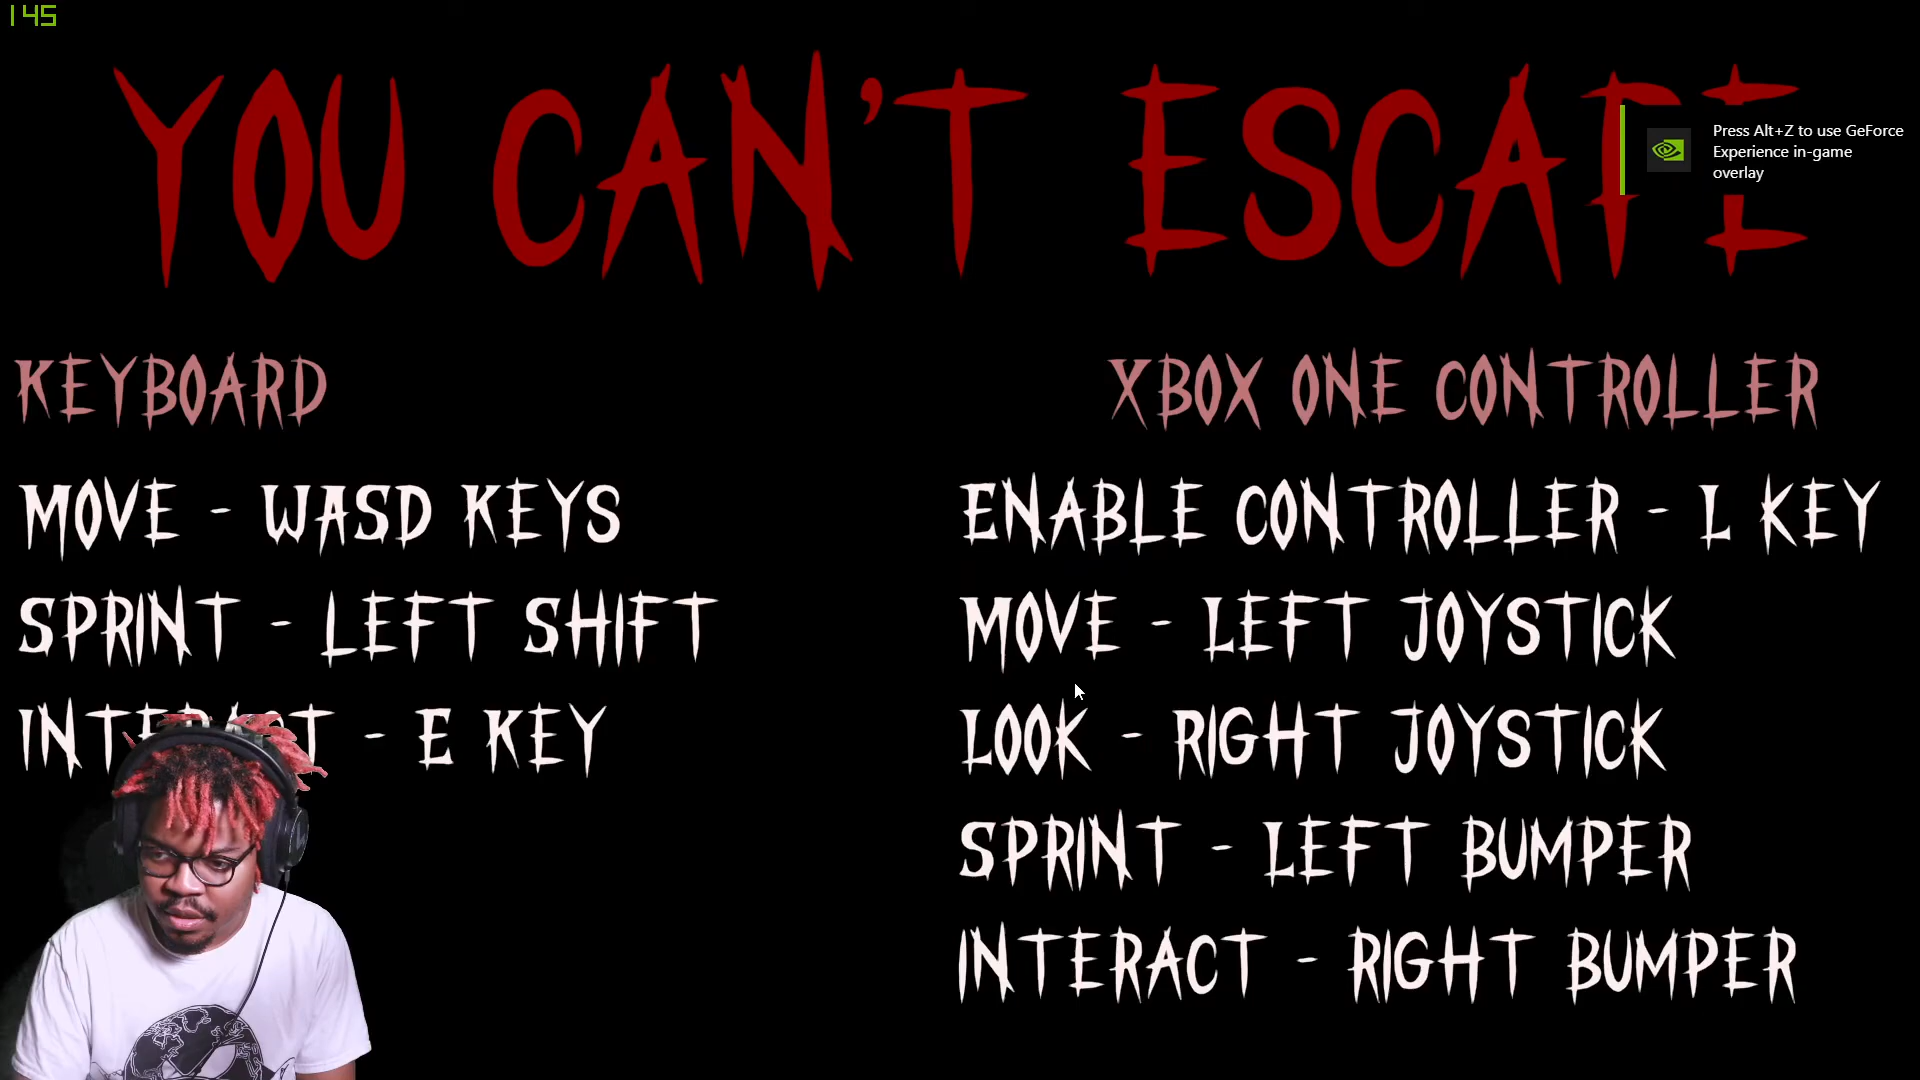 145
YOU CAN'T ESCAPE
Press Alt+Z to use GeForce
Experience in-game
overlay
KEYBOARD
MOVE - WASD KEYS
SPRINT - LEFT SHIFT
INTERACT - E KEY
XBOX ONE CONTROLLER
ENABLE CONTROLLER - L KEY
MOVE - LEFT JOYSTICK
LOOK - RIGHT JOYSTICK
SPRINT - LEFT BUMPER
INTERACT - RIGHT BUMPER